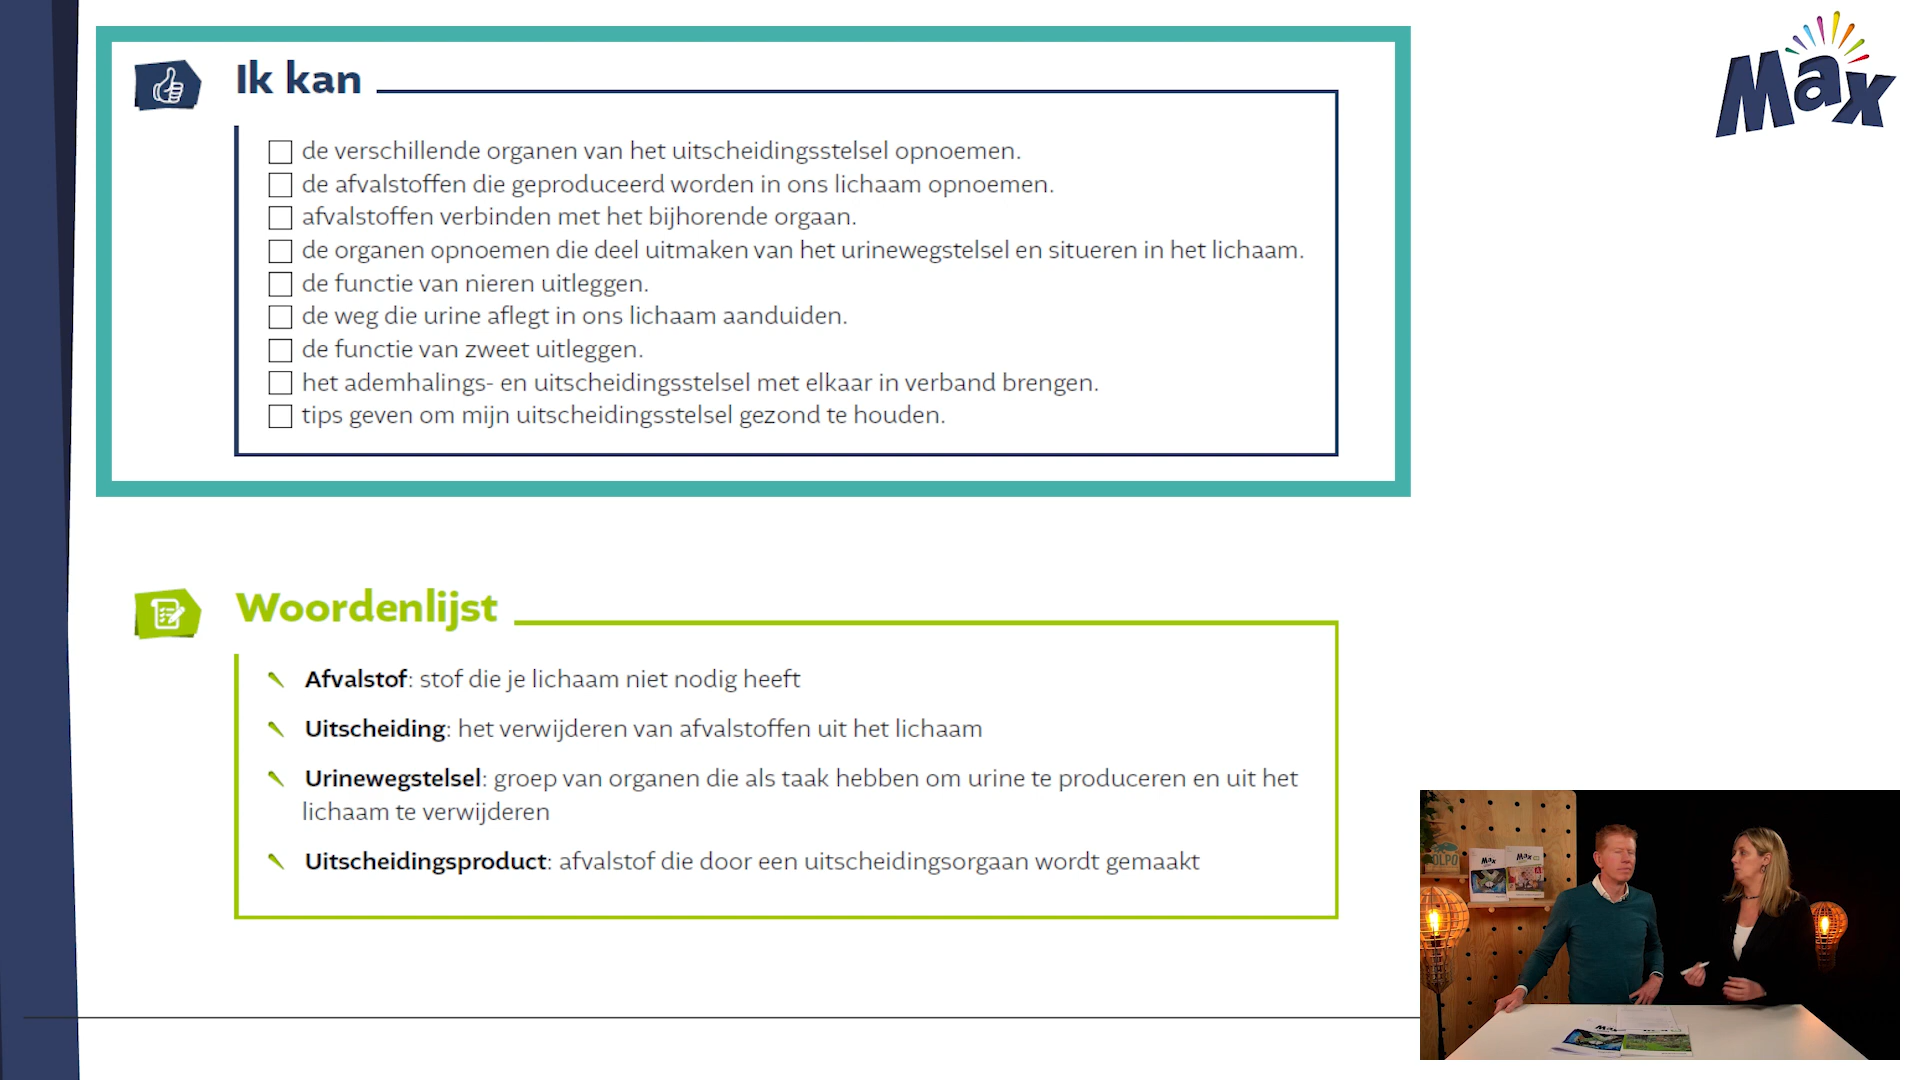 Max
Ik kan
de verschillende organen van het uitscheidingsstelsel opnoemen.
de afvalstoffen die geproduceerd worden in ons lichaam opnoemen.
afvalstoffen verbinden met het bijhorende orgaan.
de organen opnoemen die deel uitmaken van het urinewegstelsel en situeren in het lichaam.
de functie van nieren uitleggen.
de weg die urine aflegt in ons lichaam aanduiden.
de functie van zweet uitleggen.
het ademhalings- en uitscheidingsstelsel met elkaar in verband brengen.
tips geven om mijn uitscheidingsstelsel gezond te houden.
Woordenlijst
Afvalstof: stof die je lichaam niet nodig heeft
Uitscheiding: het verwijderen van afvalstoffen uit het lichaam
Urinewegstelsel: groep van organen die als taak hebben om urine te produceren en uit het
lichaam te verwijderen
Uitscheidingsproduct: afvalstof die door een uitscheidingsorgaan wordt gemaakt
Max
Max